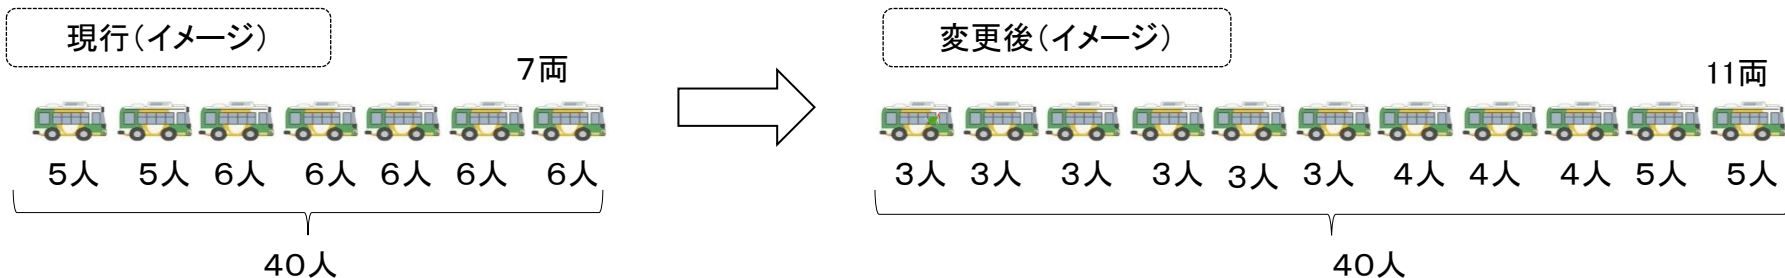 現行（イメージ）
7両
5人 5人 6人 6人 6人 6人 6人
40人
変更後（イメージ）
11両
3人 3人 3人 3人 3人 3人 4人 4人 4人 5人 5人
40人